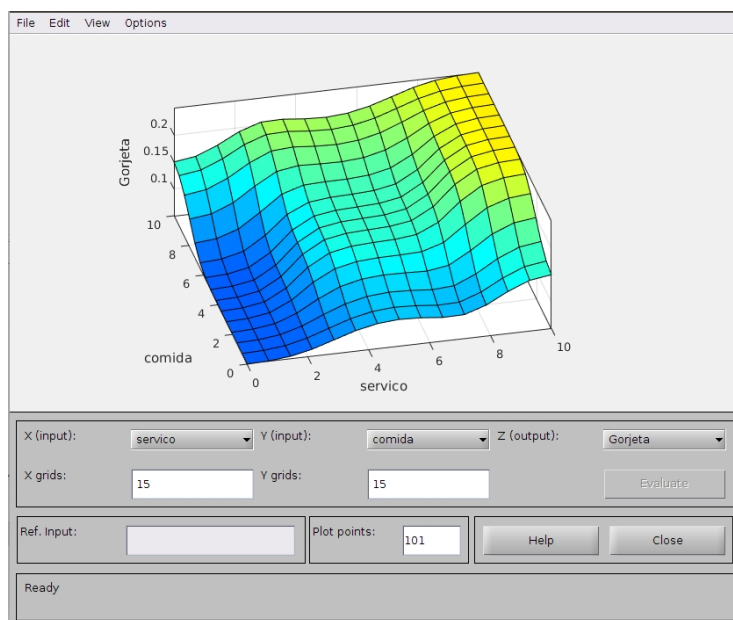 File Edit View Options
0.2
0.15
0.1
Gorjeta
10
8
6
4
2
0
comida
0
2
4
6
8
10
servico
X (input): servico Y (input): comida Z (output): Gorjeta
X grids: 15 Y grids: 15 Evaluate
Ref. Input: Plot points: 101 Help Close
Ready